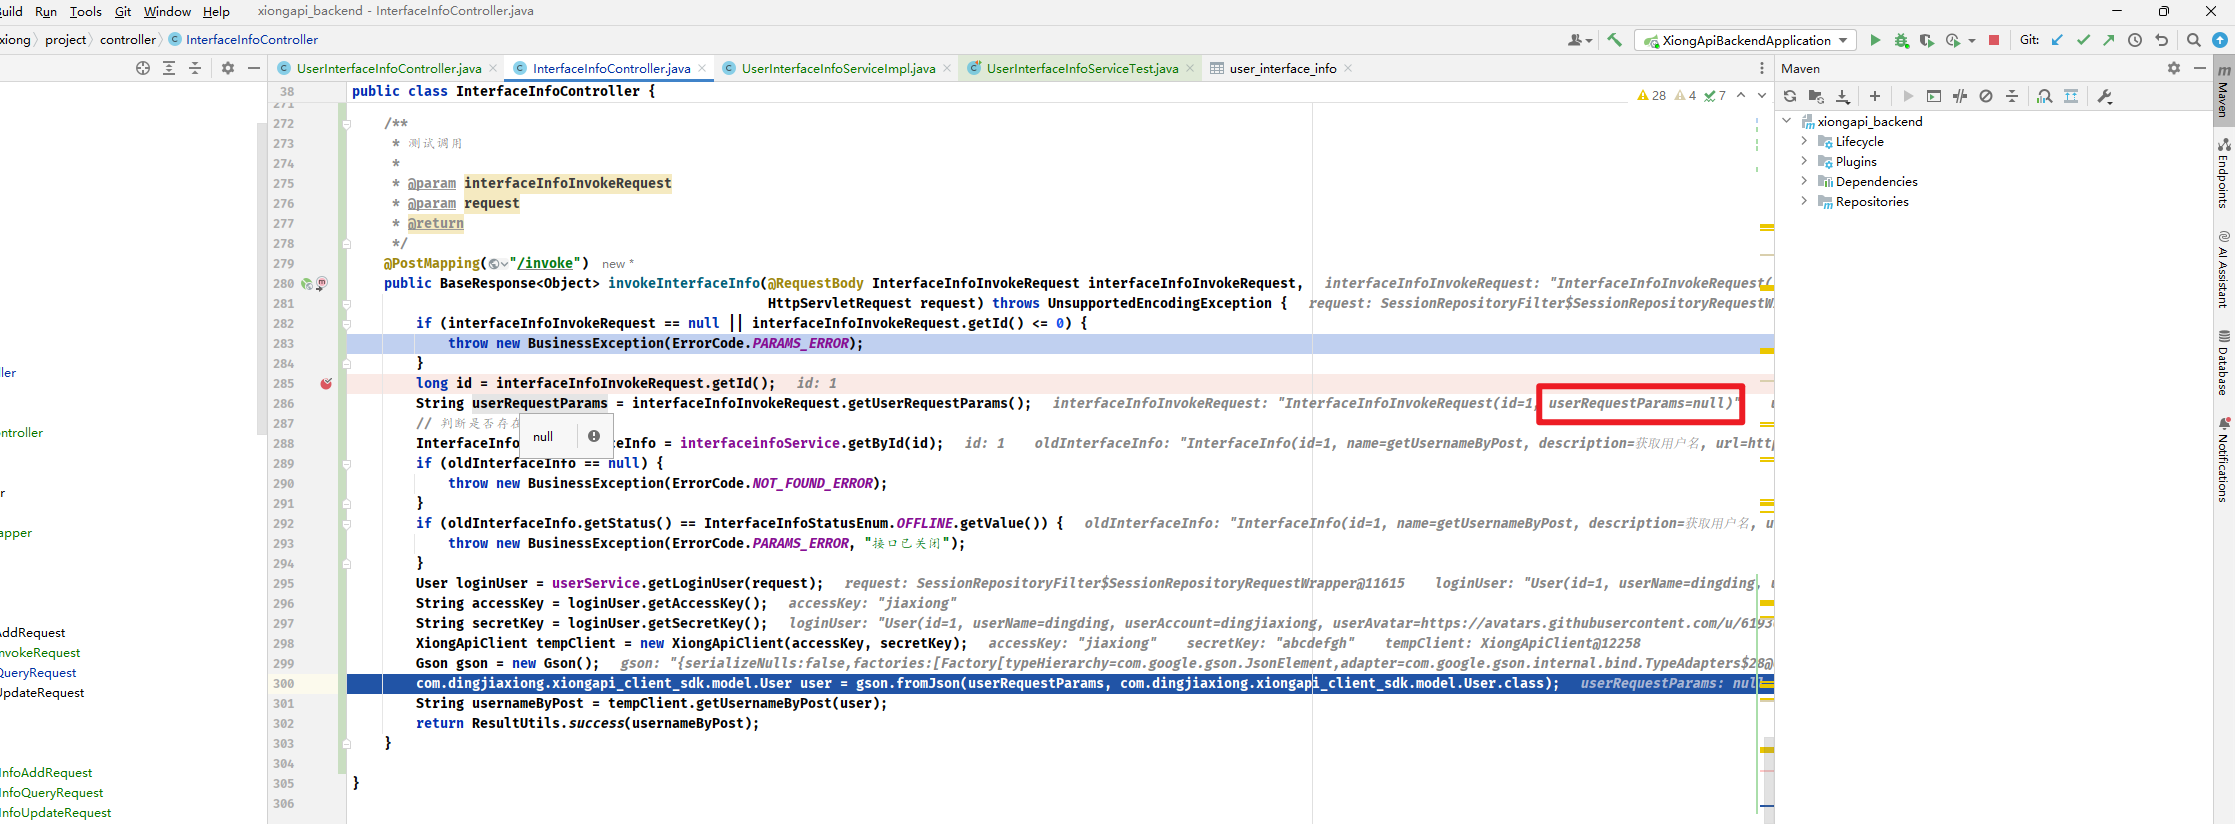 Build Run Tools Git Window Help xiongapi_backend - InterfaceInfoController.java
xiong project controller InterfaceInfoController XiongApiBackendApplication Git:
UserInterfaceInfoController.java InterfaceInfoController.java UserInterfaceInfoServiceImpl.java UserInterfaceInfoServiceTest.java user_interface_info Maven
38 public class InterfaceInfoController { 28 4 7
271
272 /**
273 * 测试调用
274 *
275 * @param interfaceInfoInvokeRequest
276 * @param request
277 * @return
278 */
279 @PostMapping("/invoke") new *
280 public BaseResponse<Object> invokeInterfaceInfo(@RequestBody InterfaceInfoInvokeRequest interfaceInfoInvokeRequest, interfaceInfoInvokeRequest: "InterfaceInfoInvokeRequest(
281 HttpServletRequest request) throws UnsupportedEncodingException { request: SessionRepositoryFilter$SessionRepositoryRequestW
282 if (interfaceInfoInvokeRequest == null || interfaceInfoInvokeRequest.getId() <= 0) {
283 throw new BusinessException(ErrorCode.PARAMS_ERROR);
284 }
285 long id = interfaceInfoInvokeRequest.getId(); id: 1
286 String userRequestParams = interfaceInfoInvokeRequest.getUserRequestParams(); interfaceInfoInvokeRequest: "InterfaceInfoInvokeRequest(id=1, userRequestParams=null)" u
287 // 判断是否存在
null
288 InterfaceInfo eInfo = interfaceinfoService.getById(id); id: 1 oldInterfaceInfo: "InterfaceInfo(id=1, name=getUsernameByPost, description=获取用户名, url=htt
289 if (oldInterfaceInfo == null) {
290 throw new BusinessException(ErrorCode.NOT_FOUND_ERROR);
291 }
292 if (oldInterfaceInfo.getStatus() == InterfaceInfoStatusEnum.OFFLINE.getValue()) { oldInterfaceInfo: "InterfaceInfo(id=1, name=getUsernameByPost, description=获取用户名, u
293 throw new BusinessException(ErrorCode.PARAMS_ERROR, "接口已关闭");
294 }
295 User loginUser = userService.getLoginUser(request); request: SessionRepositoryFilter$SessionRepositoryRequestWrapper@11615 loginUser: "User(id=1, userName=dingding, u
296 String accessKey = loginUser.getAccessKey(); accessKey: "jiaxiong"
297 String secretKey = loginUser.getSecretKey(); loginUser: "User(id=1, userName=dingding, userAccount=dingjiaxiong, userAvatar=https://avatars.githubusercontent.com/u/6193
298 XiongApiClient tempClient = new XiongApiClient(accessKey, secretKey); accessKey: "jiaxiong" secretKey: "abcdefgh" tempClient: XiongApiClient@12258
299 Gson gson = new Gson(); gson: "{serializeNulls:false,factories:[Factory[typeHierarchy=com.google.gson.JsonElement,adapter=com.google.gson.internal.bind.TypeAdapters$28@
300 com.dingjiaxiong.xiongapi_client_sdk.model.User user = gson.fromJson(userRequestParams, com.dingjiaxiong.xiongapi_client_sdk.model.User.class); userRequestParams: null
301 String usernameByPost = tempClient.getUsernameByPost(user);
302 return ResultUtils.success(usernameByPost);
303 }
304
305 }
306
ller
ontroller
r
apper
AddRequest
nvokeRequest
QueryRequest
UpdateRequest
InfoAddRequest
InfoQueryRequest
InfoUpdateRequest
xiongapi_backend
Lifecycle
Plugins
Dependencies
Repositories
Maven
Endpoints
AI Assistant
Database
Notifications